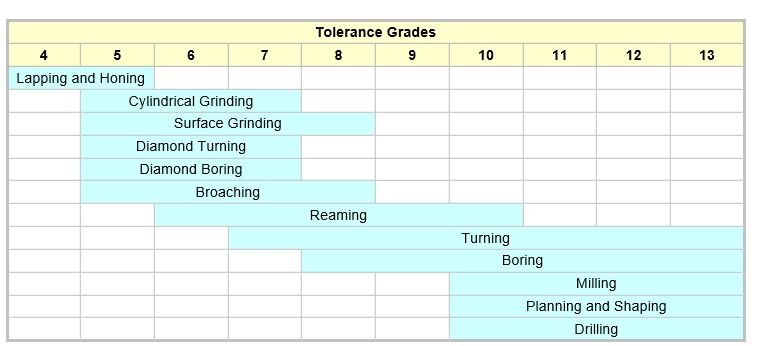 Tolerance Grades
4 5 6 7 8 9 10 11 12 13
Lapping and Honing
Cylindrical Grinding
Surface Grinding
Diamond Turning
Diamond Boring
Broaching
Reaming
Turning
Boring
Milling
Planning and Shaping
Drilling